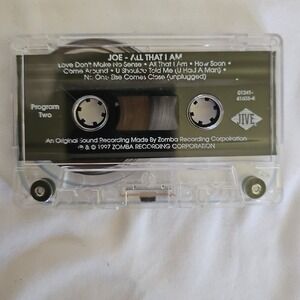 JOE - ALL THAT I AM
Love Don't Make No Sense • All That I Am • How Soon •
Come Around • U Shoulda Told Me (U Had A Man) •
No One Else Comes Close (unplugged)
Program
Two
01241-
JIVE
An Original Sound Recording Made By Zomba Recording Corporation
℗ & © 1997 ZOMBA RECORDING CORPORATION